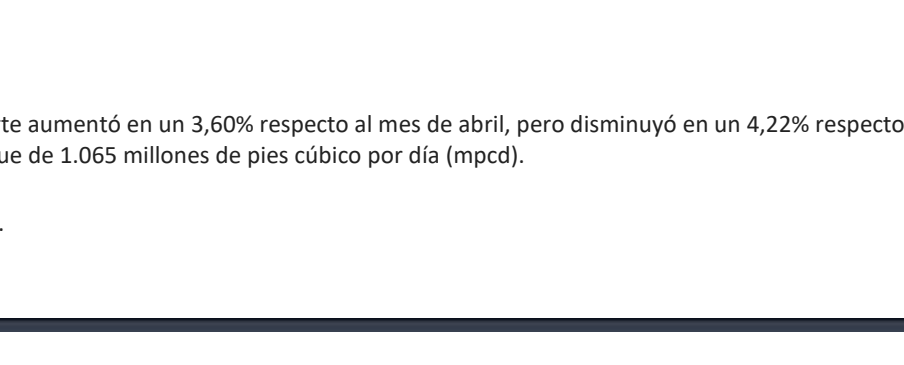 te aumentó en un 3,60% respecto al mes de abril, pero disminuyó en un 4,22% respecto
ue de 1.065 millones de pies cúbico por día (mpcd).
.